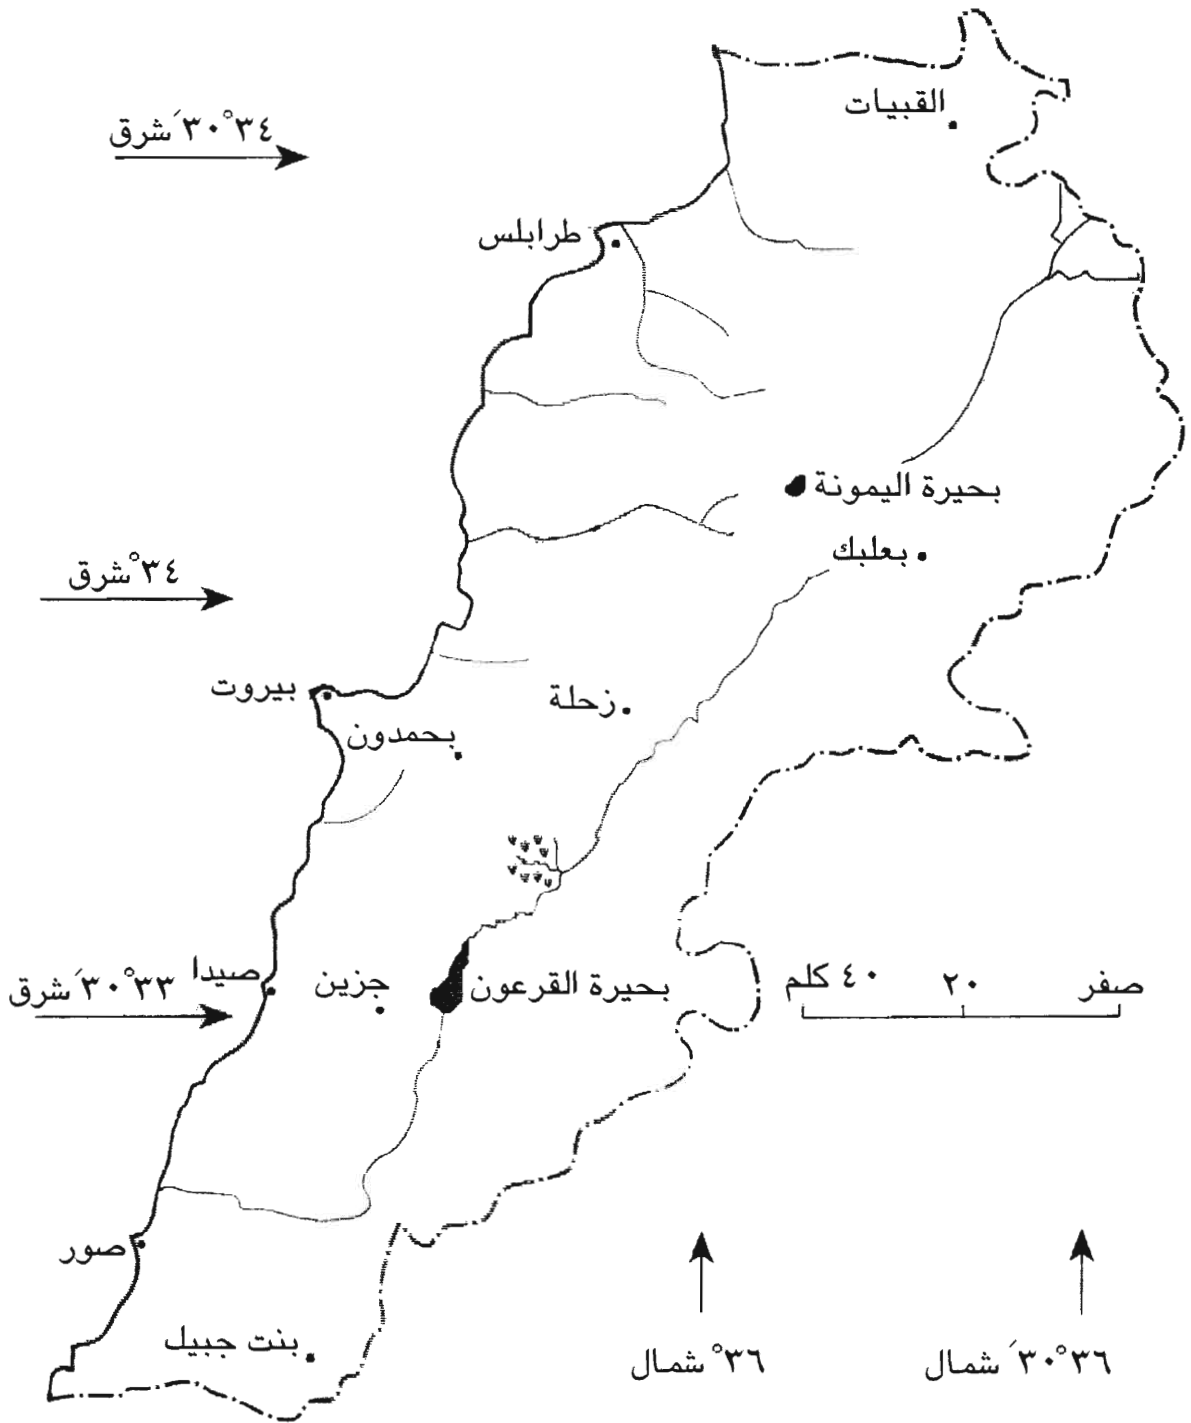 القبيات
٣٤°٣٠َ شرق
طرابلس
بحيرة اليمونة
بعلبك
٣٤° شرق
بيروت
زحلة
بحمدون
صيدا
جزين
بحيرة القرعون
٣٣°٣٠َ شرق
صفر ٢٠ ٤٠ كلم
صور
بنت جبيل
٣٦° شمال
٣٦°٣٠َ شمال